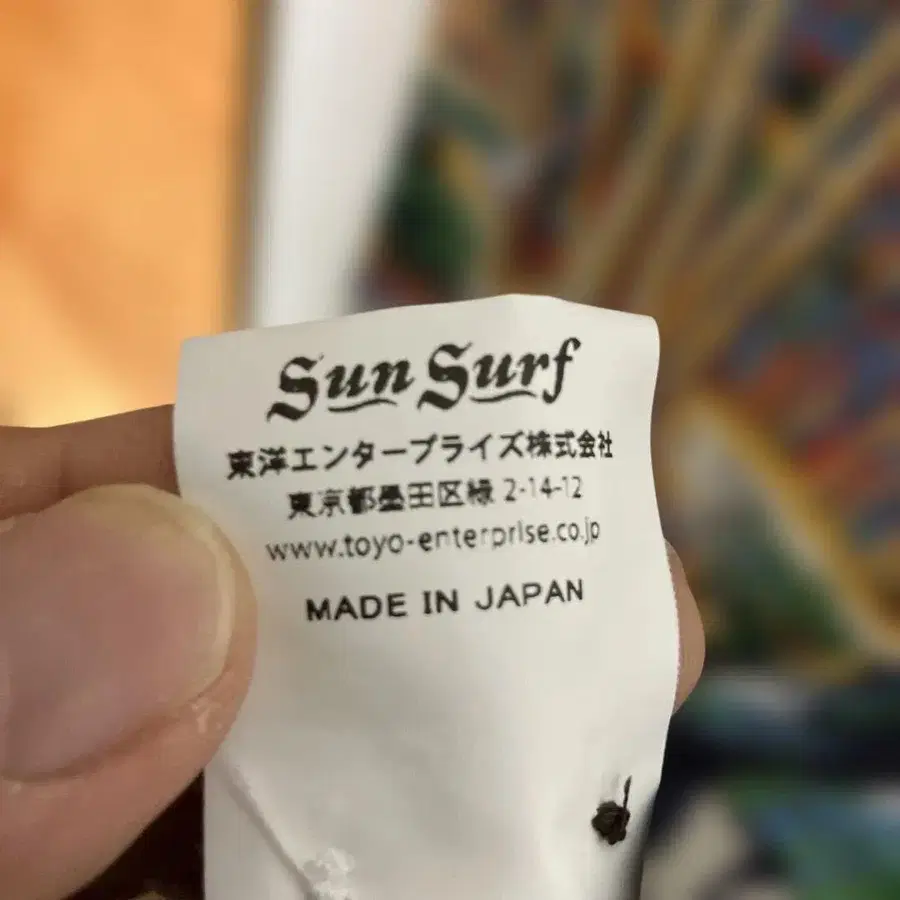 Sun Surf
東洋エンタープライズ株式会社
東京都墨田区緑 2-14-12
www.toyo-enterprise.co.jp
MADE IN JAPAN